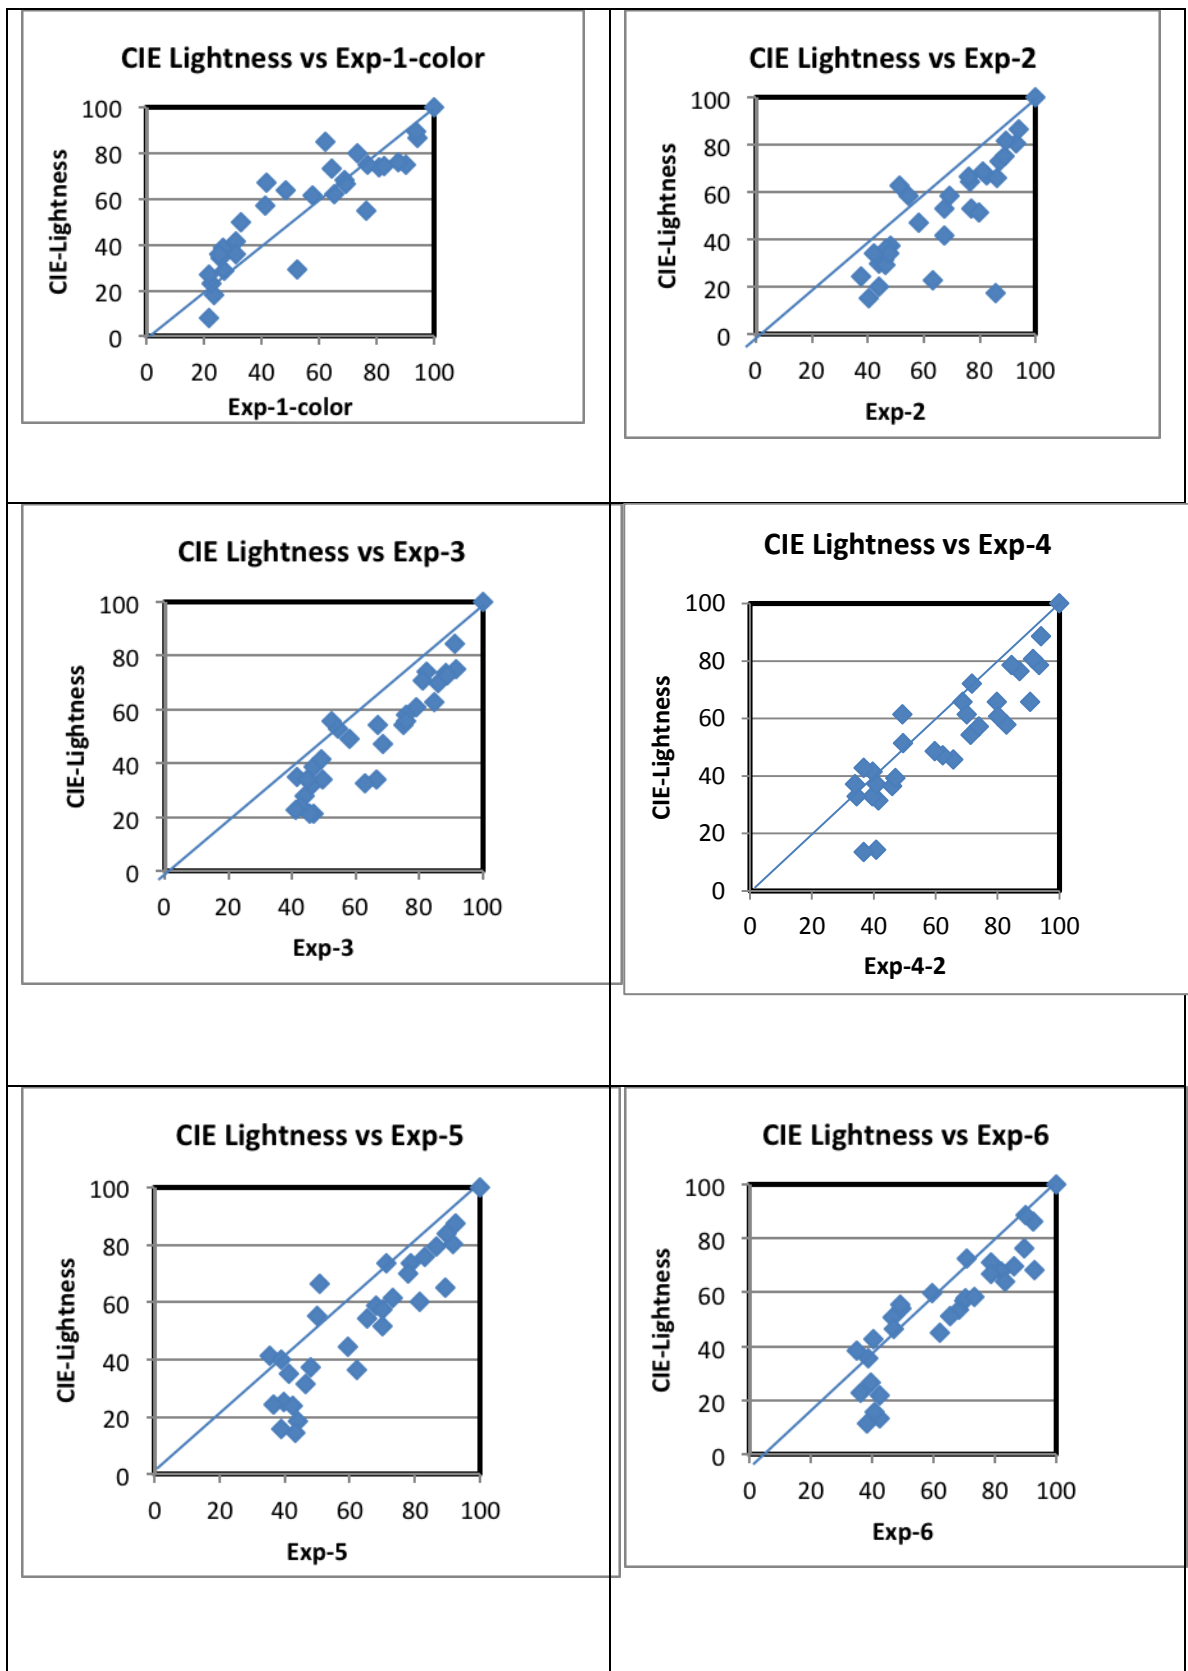 CIE Lightness vs Exp-1-color
100
80
60
40
20
0
CIE-Lightness
0 20 40 60 80 100
Exp-1-color
CIE Lightness vs Exp-2
100
80
60
40
20
0
CIE-Lightness
0 20 40 60 80 100
Exp-2
CIE Lightness vs Exp-3
100
80
60
40
20
0
CIE-Lightness
0 20 40 60 80 100
Exp-3
CIE Lightness vs Exp-4
100
80
60
40
20
0
CIE-Lightness
0 20 40 60 80 100
Exp-4-2
CIE Lightness vs Exp-5
100
80
60
40
20
0
CIE-Lightness
0 20 40 60 80 100
Exp-5
CIE Lightness vs Exp-6
100
80
60
40
20
0
CIE-Lightness
0 20 40 60 80 100
Exp-6